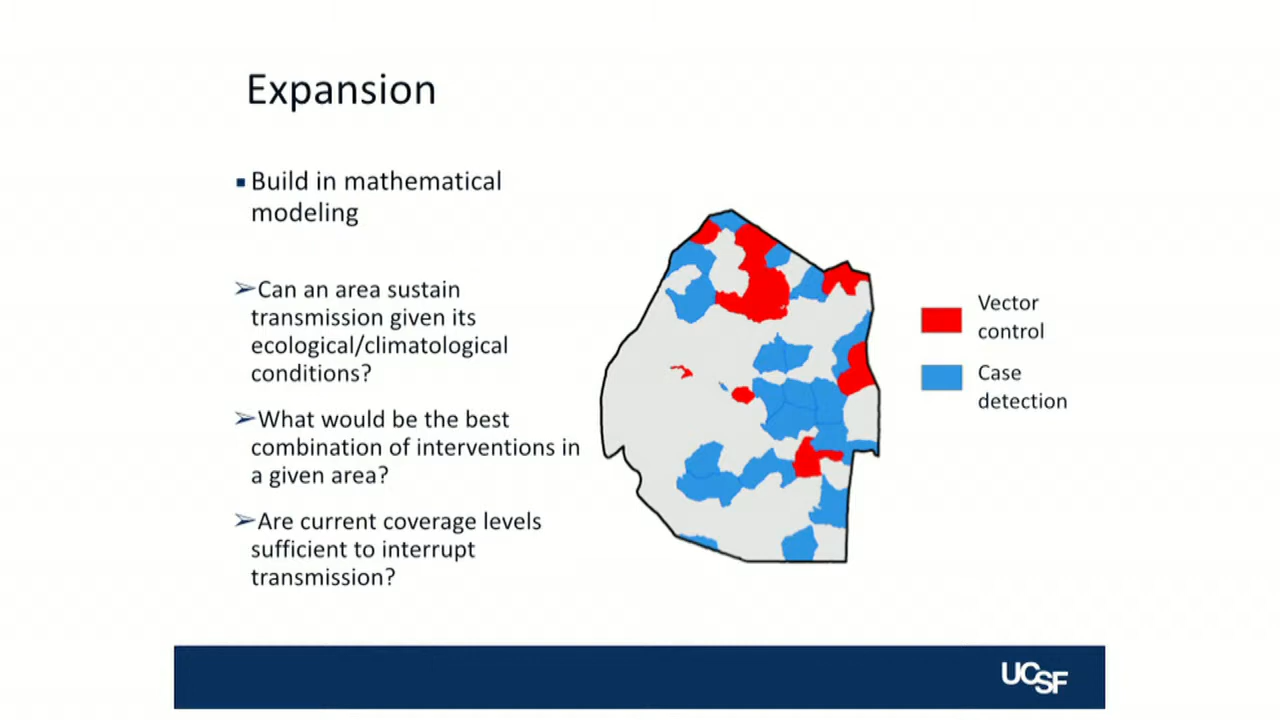 Expansion
Build in mathematical
modeling
Can an area sustain
transmission given its
ecological/climatological
conditions?
What would be the best
combination of interventions in
a given area?
Are current coverage levels
sufficient to interrupt
transmission?
Vector
control
Case
detection
UCSF